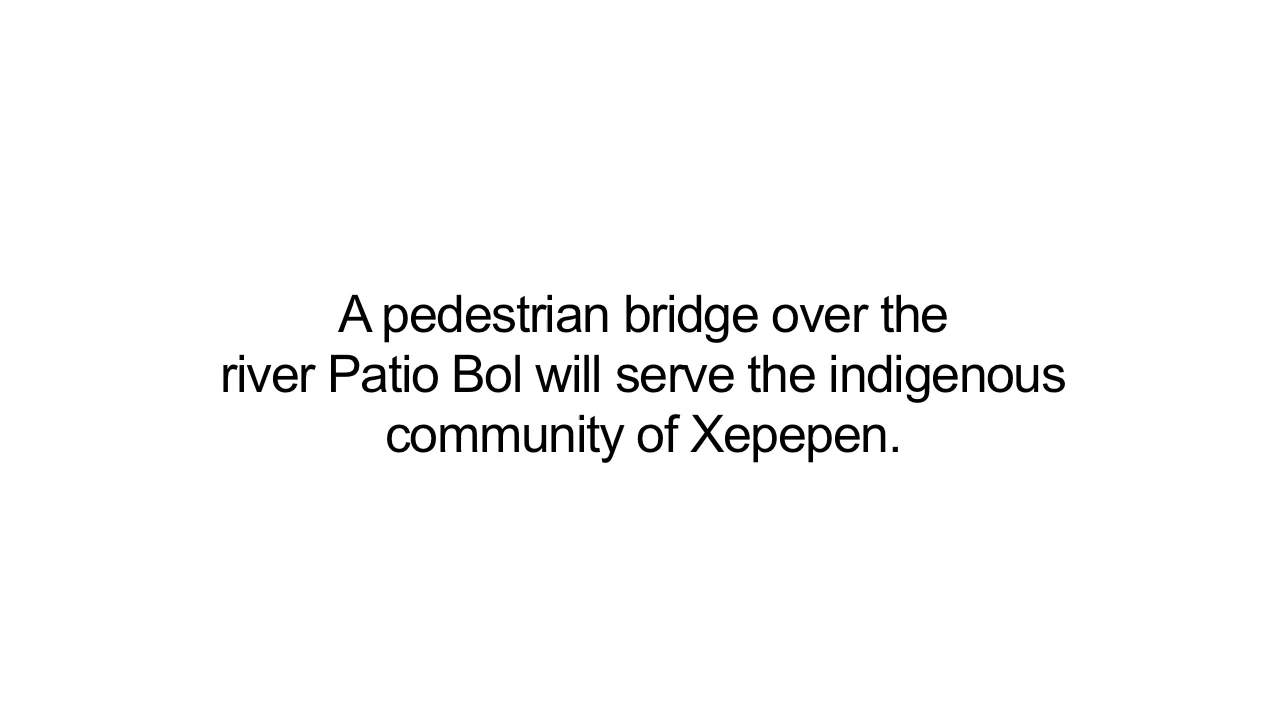 A pedestrian bridge over the
river Patio Bol will serve the indigenous
community of Xepepen.